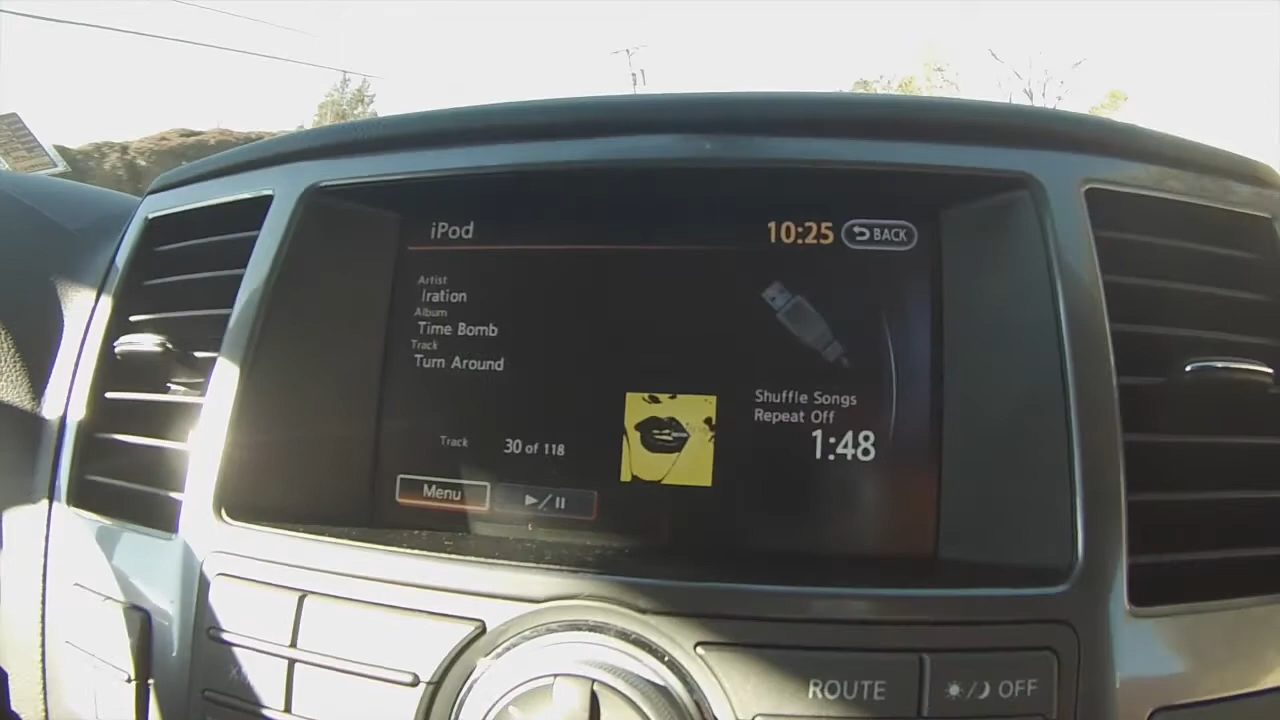 iPod
10:25
BACK
Artist
Iration
Album
Time Bomb
Track
Turn Around
Shuffle Songs
Repeat Off
1:48
Track 30 of 118
Menu
ROUTE
OFF